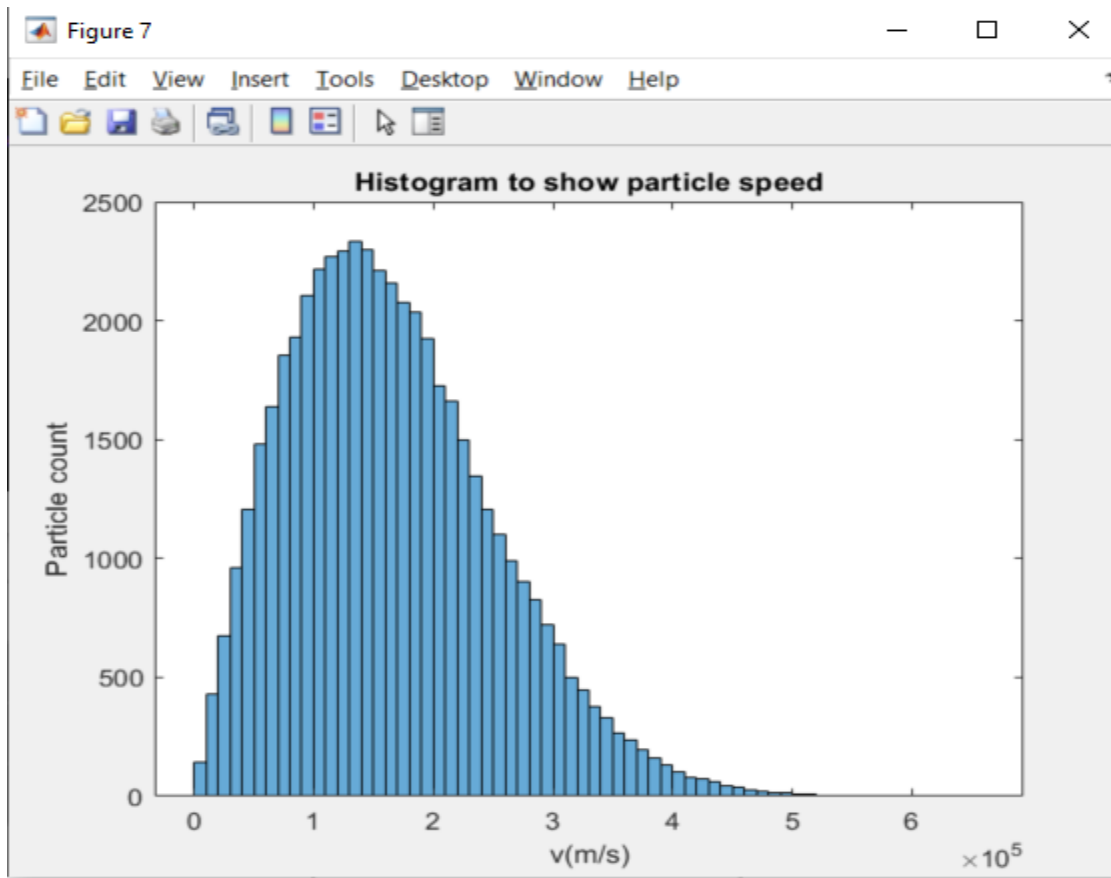 Figure 7
File Edit View Insert Tools Desktop Window Help
Histogram to show particle speed
2500
2000
1500
1000
500
0
Particle count
0 1 2 3 4 5 6
v(m/s)
×10⁵